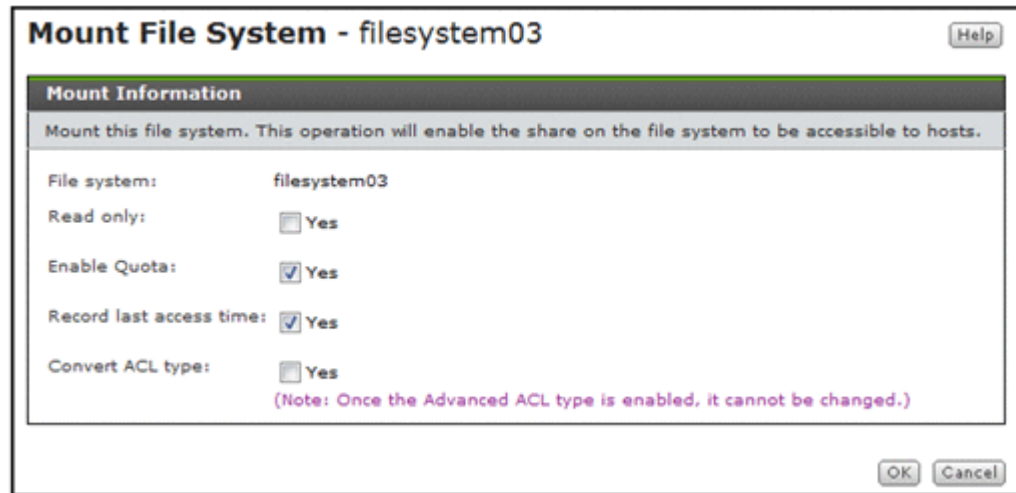 Mount File System - filesystem03
Help
Mount Information
Mount this file system. This operation will enable the share on the file system to be accessible to hosts.
File system: filesystem03
Read only: Yes
Enable Quota: Yes
Record last access time: Yes
Convert ACL type: Yes
(Note: Once the Advanced ACL type is enabled, it cannot be changed.)
OK Cancel